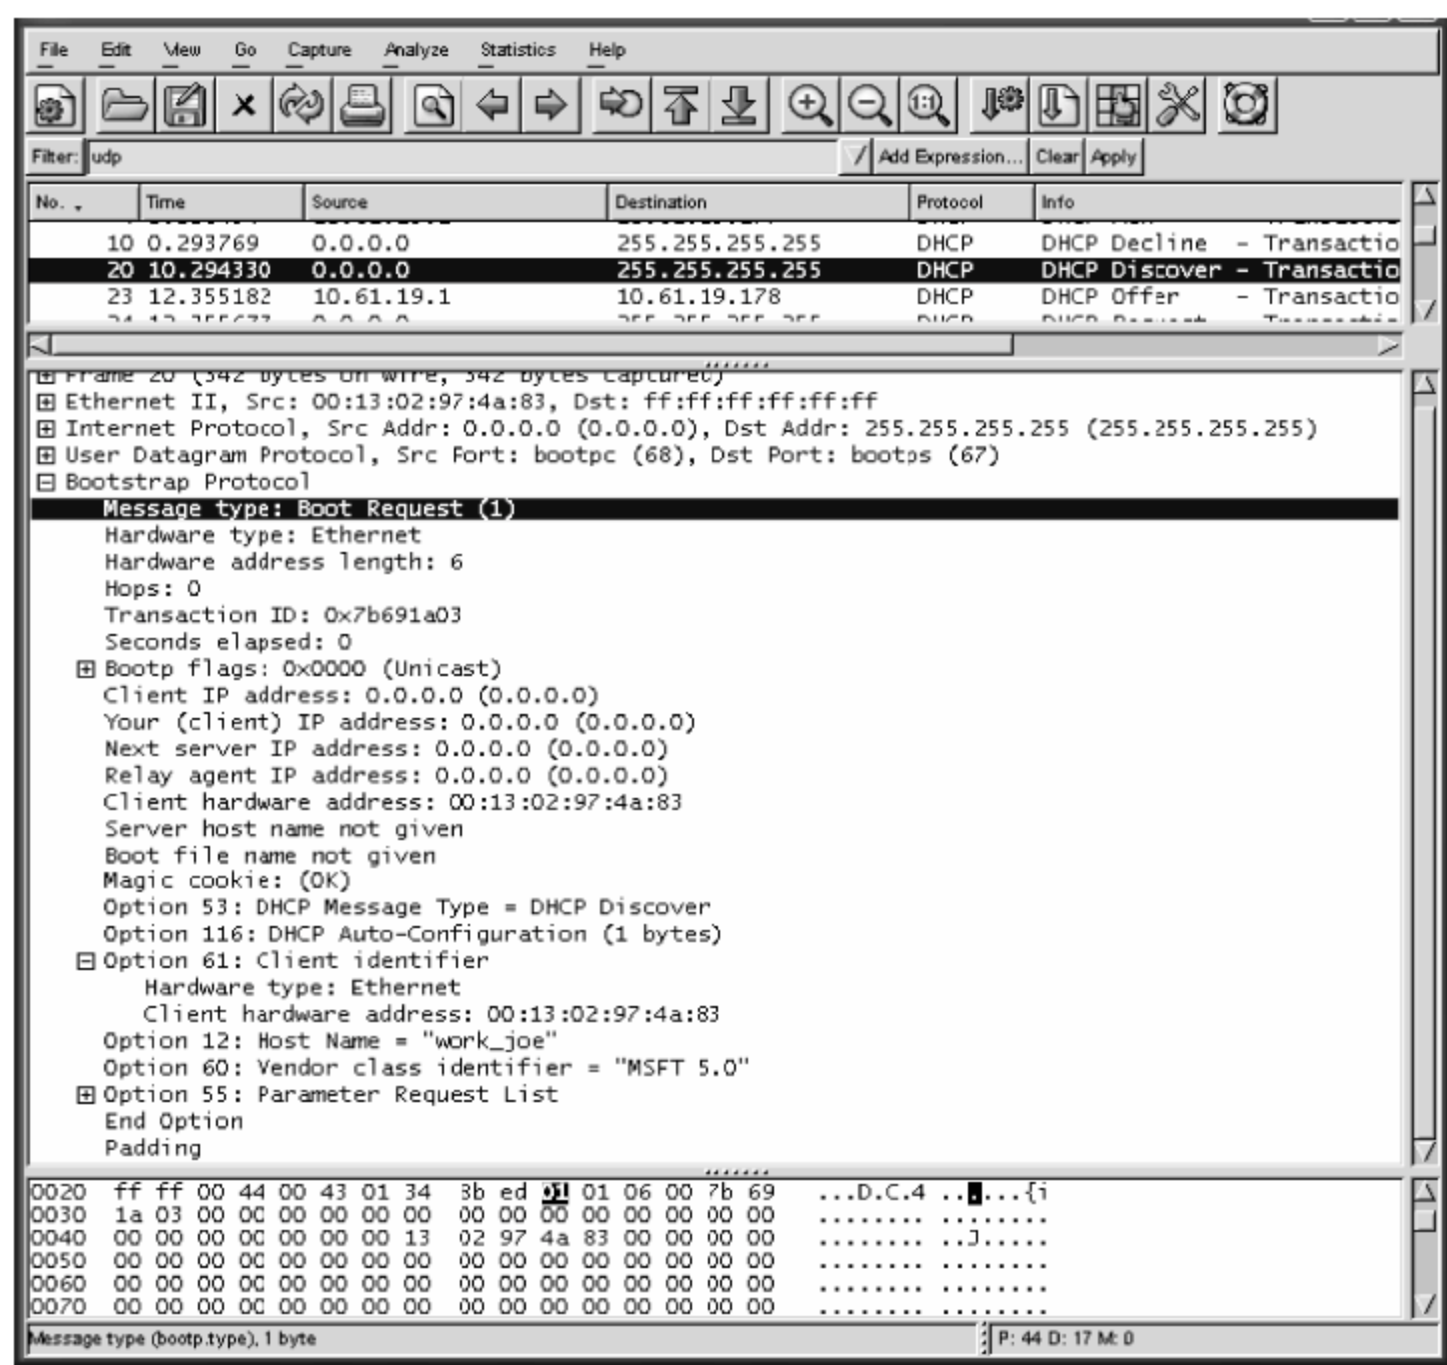 File Edit View Go Capture Analyze Statistics Help
Filter: udp Add Expression... Clear Apply
No. Time Source Destination Protocol Info
10 0.293769 0.0.0.0 255.255.255.255 DHCP DHCP Decline - Transactio
20 10.294330 0.0.0.0 255.255.255.255 DHCP DHCP Discover - Transactio
23 12.355182 10.61.19.1 10.61.19.178 DHCP DHCP Offer - Transactio
Frame 20 (342 bytes on wire, 342 bytes captured)
Ethernet II, Src: 00:13:02:97:4a:83, Dst: ff:ff:ff:ff:ff:ff
Internet Protocol, Src Addr: 0.0.0.0 (0.0.0.0), Dst Addr: 255.255.255.255 (255.255.255.255)
User Datagram Protocol, Src Port: bootpc (68), Dst Port: bootps (67)
Bootstrap Protocol
Message type: Boot Request (1)
Hardware type: Ethernet
Hardware address length: 6
Hops: 0
Transaction ID: 0x7b691a03
Seconds elapsed: 0
Bootp flags: 0x0000 (Unicast)
Client IP address: 0.0.0.0 (0.0.0.0)
Your (client) IP address: 0.0.0.0 (0.0.0.0)
Next server IP address: 0.0.0.0 (0.0.0.0)
Relay agent IP address: 0.0.0.0 (0.0.0.0)
Client hardware address: 00:13:02:97:4a:83
Server host name not given
Boot file name not given
Magic cookie: (OK)
Option 53: DHCP Message Type = DHCP Discover
Option 116: DHCP Auto-Configuration (1 bytes)
Option 61: Client identifier
Hardware type: Ethernet
Client hardware address: 00:13:02:97:4a:83
Option 12: Host Name = "work_joe"
Option 60: Vendor class identifier = "MSFT 5.0"
Option 55: Parameter Request List
End Option
Padding
0020 ff ff 00 44 00 43 01 34 3b ed 01 01 06 00 7b 69 ...D.C.4 ......{i
0030 1a 03 00 00 00 00 00 00 00 00 00 00 00 00 00 00 ........ ........
0040 00 00 00 00 00 00 00 13 02 97 4a 83 00 00 00 00 ........ ..J.....
0050 00 00 00 00 00 00 00 00 00 00 00 00 00 00 00 00 ........ ........
0060 00 00 00 00 00 00 00 00 00 00 00 00 00 00 00 00 ........ ........
0070 00 00 00 00 00 00 00 00 00 00 00 00 00 00 00 00 ........ ........
Message type (bootp.type), 1 byte P: 44 D: 17 M: 0